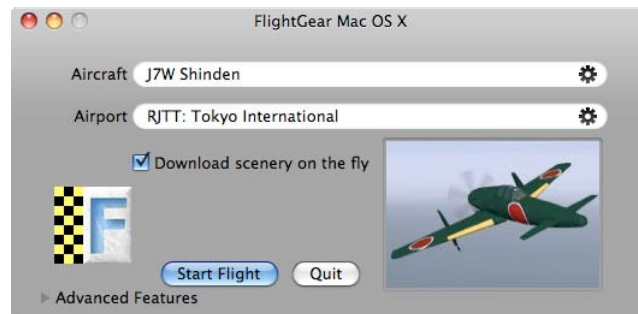 FlightGear Mac OS X
Aircraft J7W Shinden
Airport RJTT: Tokyo International
Download scenery on the fly
F
Start Flight Quit
Advanced Features